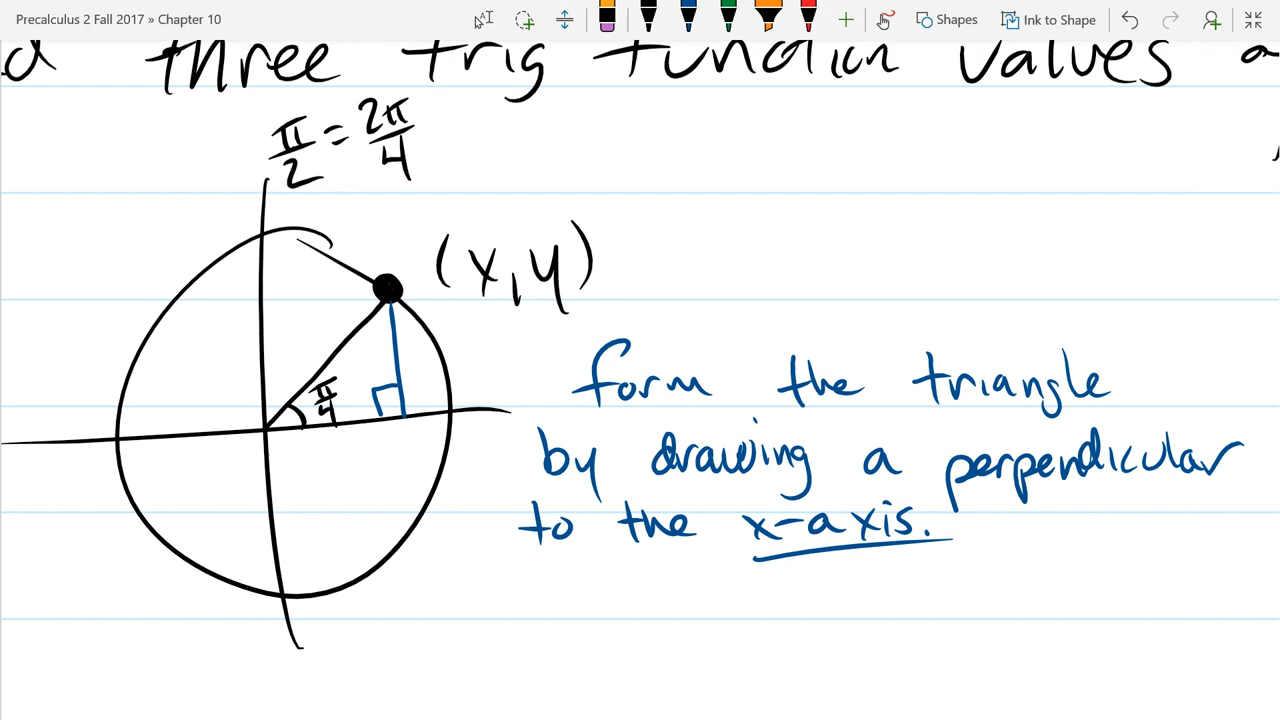 Precalculus 2 Fall 2017 » Chapter 10
Shapes
Ink to Shape
d three trig function values a
π/2 = 2π/4
(x,y)
π/4
form the triangle
by drawing a perpendicular
to the x-axis.